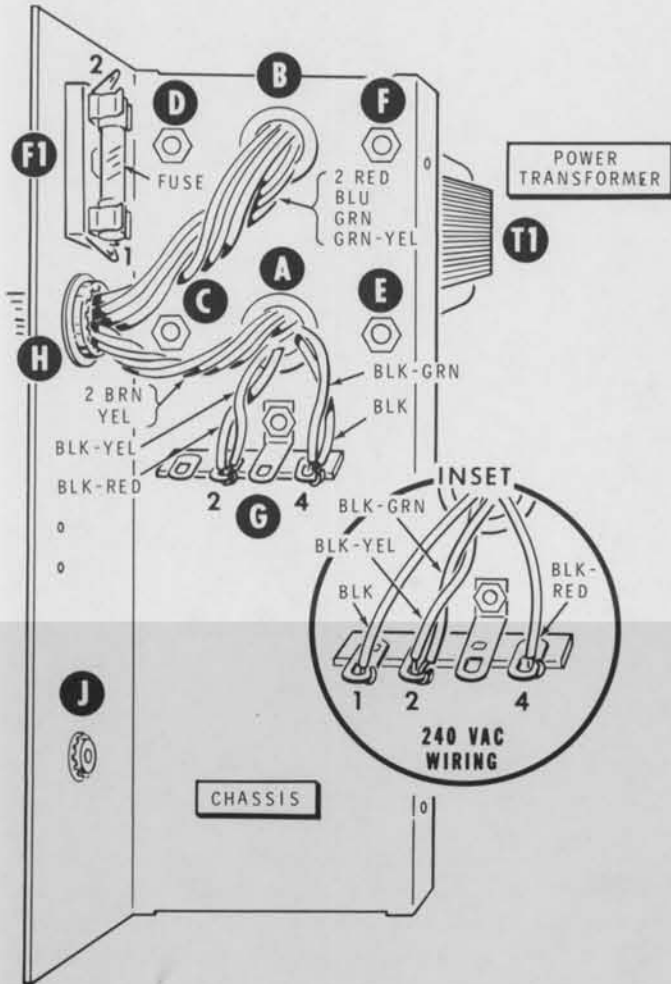 2
B
D
F
F1
FUSE
POWER
TRANSFORMER
2 RED
BLU
GRN
GRN-YEL
T1
1
A
C
E
H
2 BRN
YEL
BLK-GRN
BLK-YEL
BLK
BLK-RED
2
4
G
INSET
BLK-GRN
BLK-YEL
BLK
BLK-
RED
1
2
4
240 VAC
WIRING
J
CHASSIS